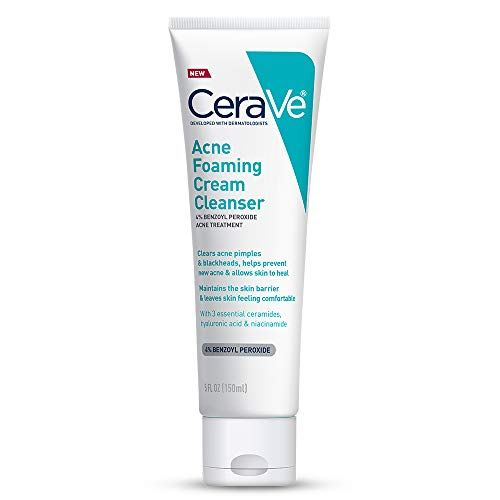 NEW
CeraVe®
DEVELOPED WITH DERMATOLOGISTS
Acne
Foaming
Cream
Cleanser
4% BENZOYL PEROXIDE
ACNE TREATMENT
Clears acne pimples
& blackheads, helps prevent
new acne & allows skin to heal
Maintains the skin barrier
& leaves skin feeling comfortable
With 3 essential ceramides,
hyaluronic acid & niacinamide
4% BENZOYL PEROXIDE
5 FL OZ (150ml)